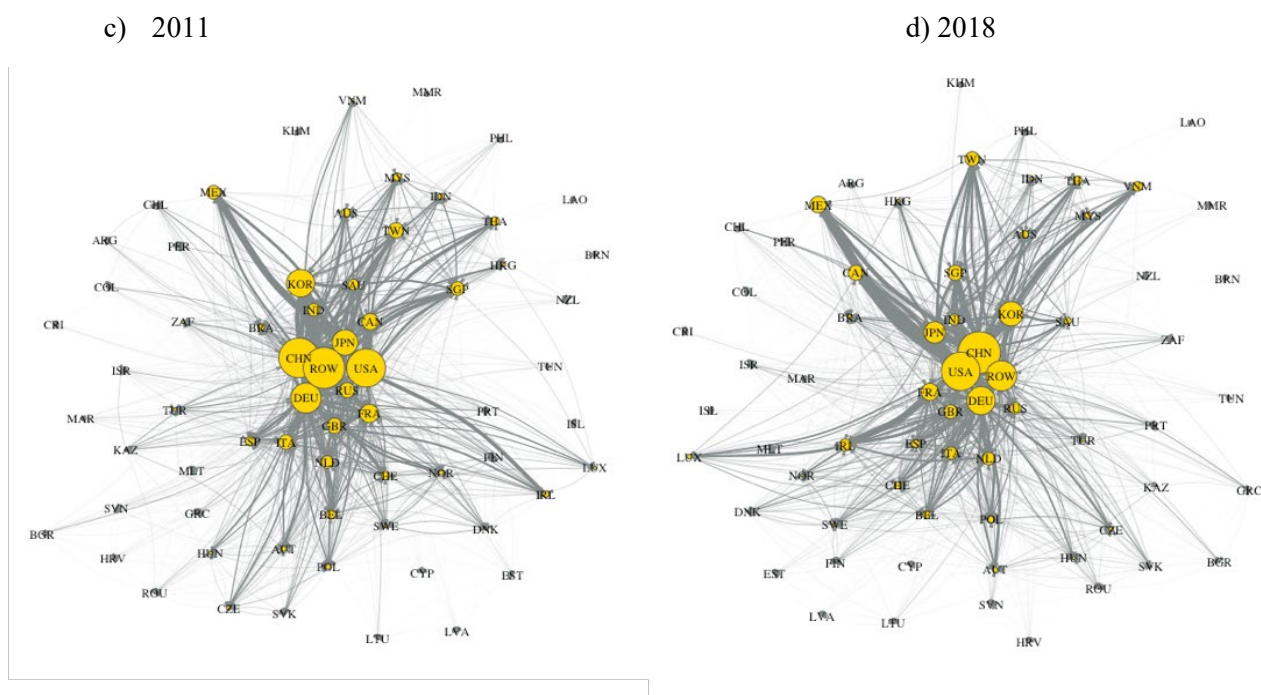 c) 2011
d) 2018
VNM
MMR
KHM
PHL
MEX
MYS
CHL
IDN
AUS
LAO
TWN
THA
ARG
PER
BRN
HKG
COL
KOR
SAU
SGP
NZL
IND
CRI
ZAF
BRA
CAN
JPN
CHN
ROW
USA
TUN
ISR
RUS
DEU
MAR
TUR
FRA
PRT
GBR
ISL
KAZ
ESP
ITA
FIN
MLT
NLD
CHE
NOR
LUX
IRL
SVN
GRC
BEL
SWE
DNK
BGR
HRV
HUN
AUT
POL
CYP
EST
ROU
CZE
SVK
LTU
LVA
KHM
LAO
PHL
TWN
ARG
IDN
THA
VNM
MEX
HKG
MYS
MMR
CHL
PER
AUS
CAN
SGP
NZL
BRN
COL
BRA
IND
KOR
SAU
CRI
JPN
ZAF
CHN
ISR
MAR
USA
ROW
TUN
FRA
DEU
ISL
GBR
RUS
PRT
LUX
MLT
IRL
ESP
ITA
NLD
TUR
NOR
CHE
KAZ
GRC
DNK
SWE
BEL
POL
CZE
EST
FIN
CYP
AUT
HUN
SVK
BGR
ROU
SVN
LVA
LTU
HRV